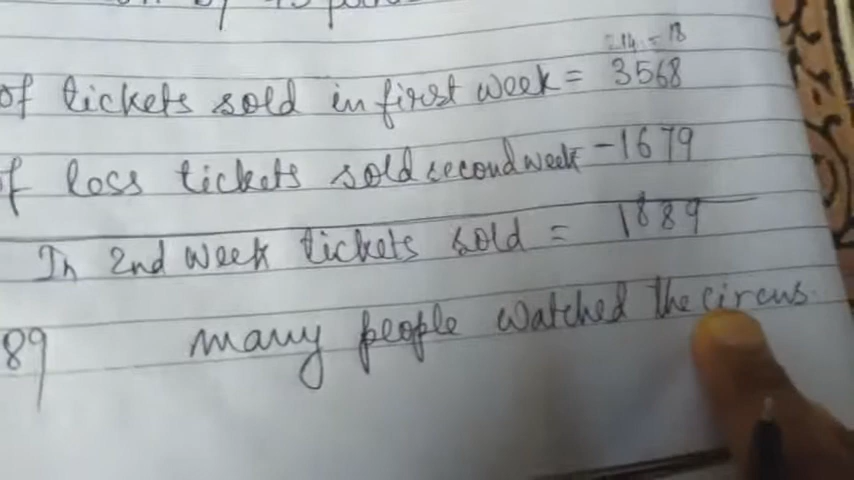 of tickets sold in first week = 3568
loss tickets sold second week - 1679
In 2nd week tickets sold = 1889
89 many people watched the circus.